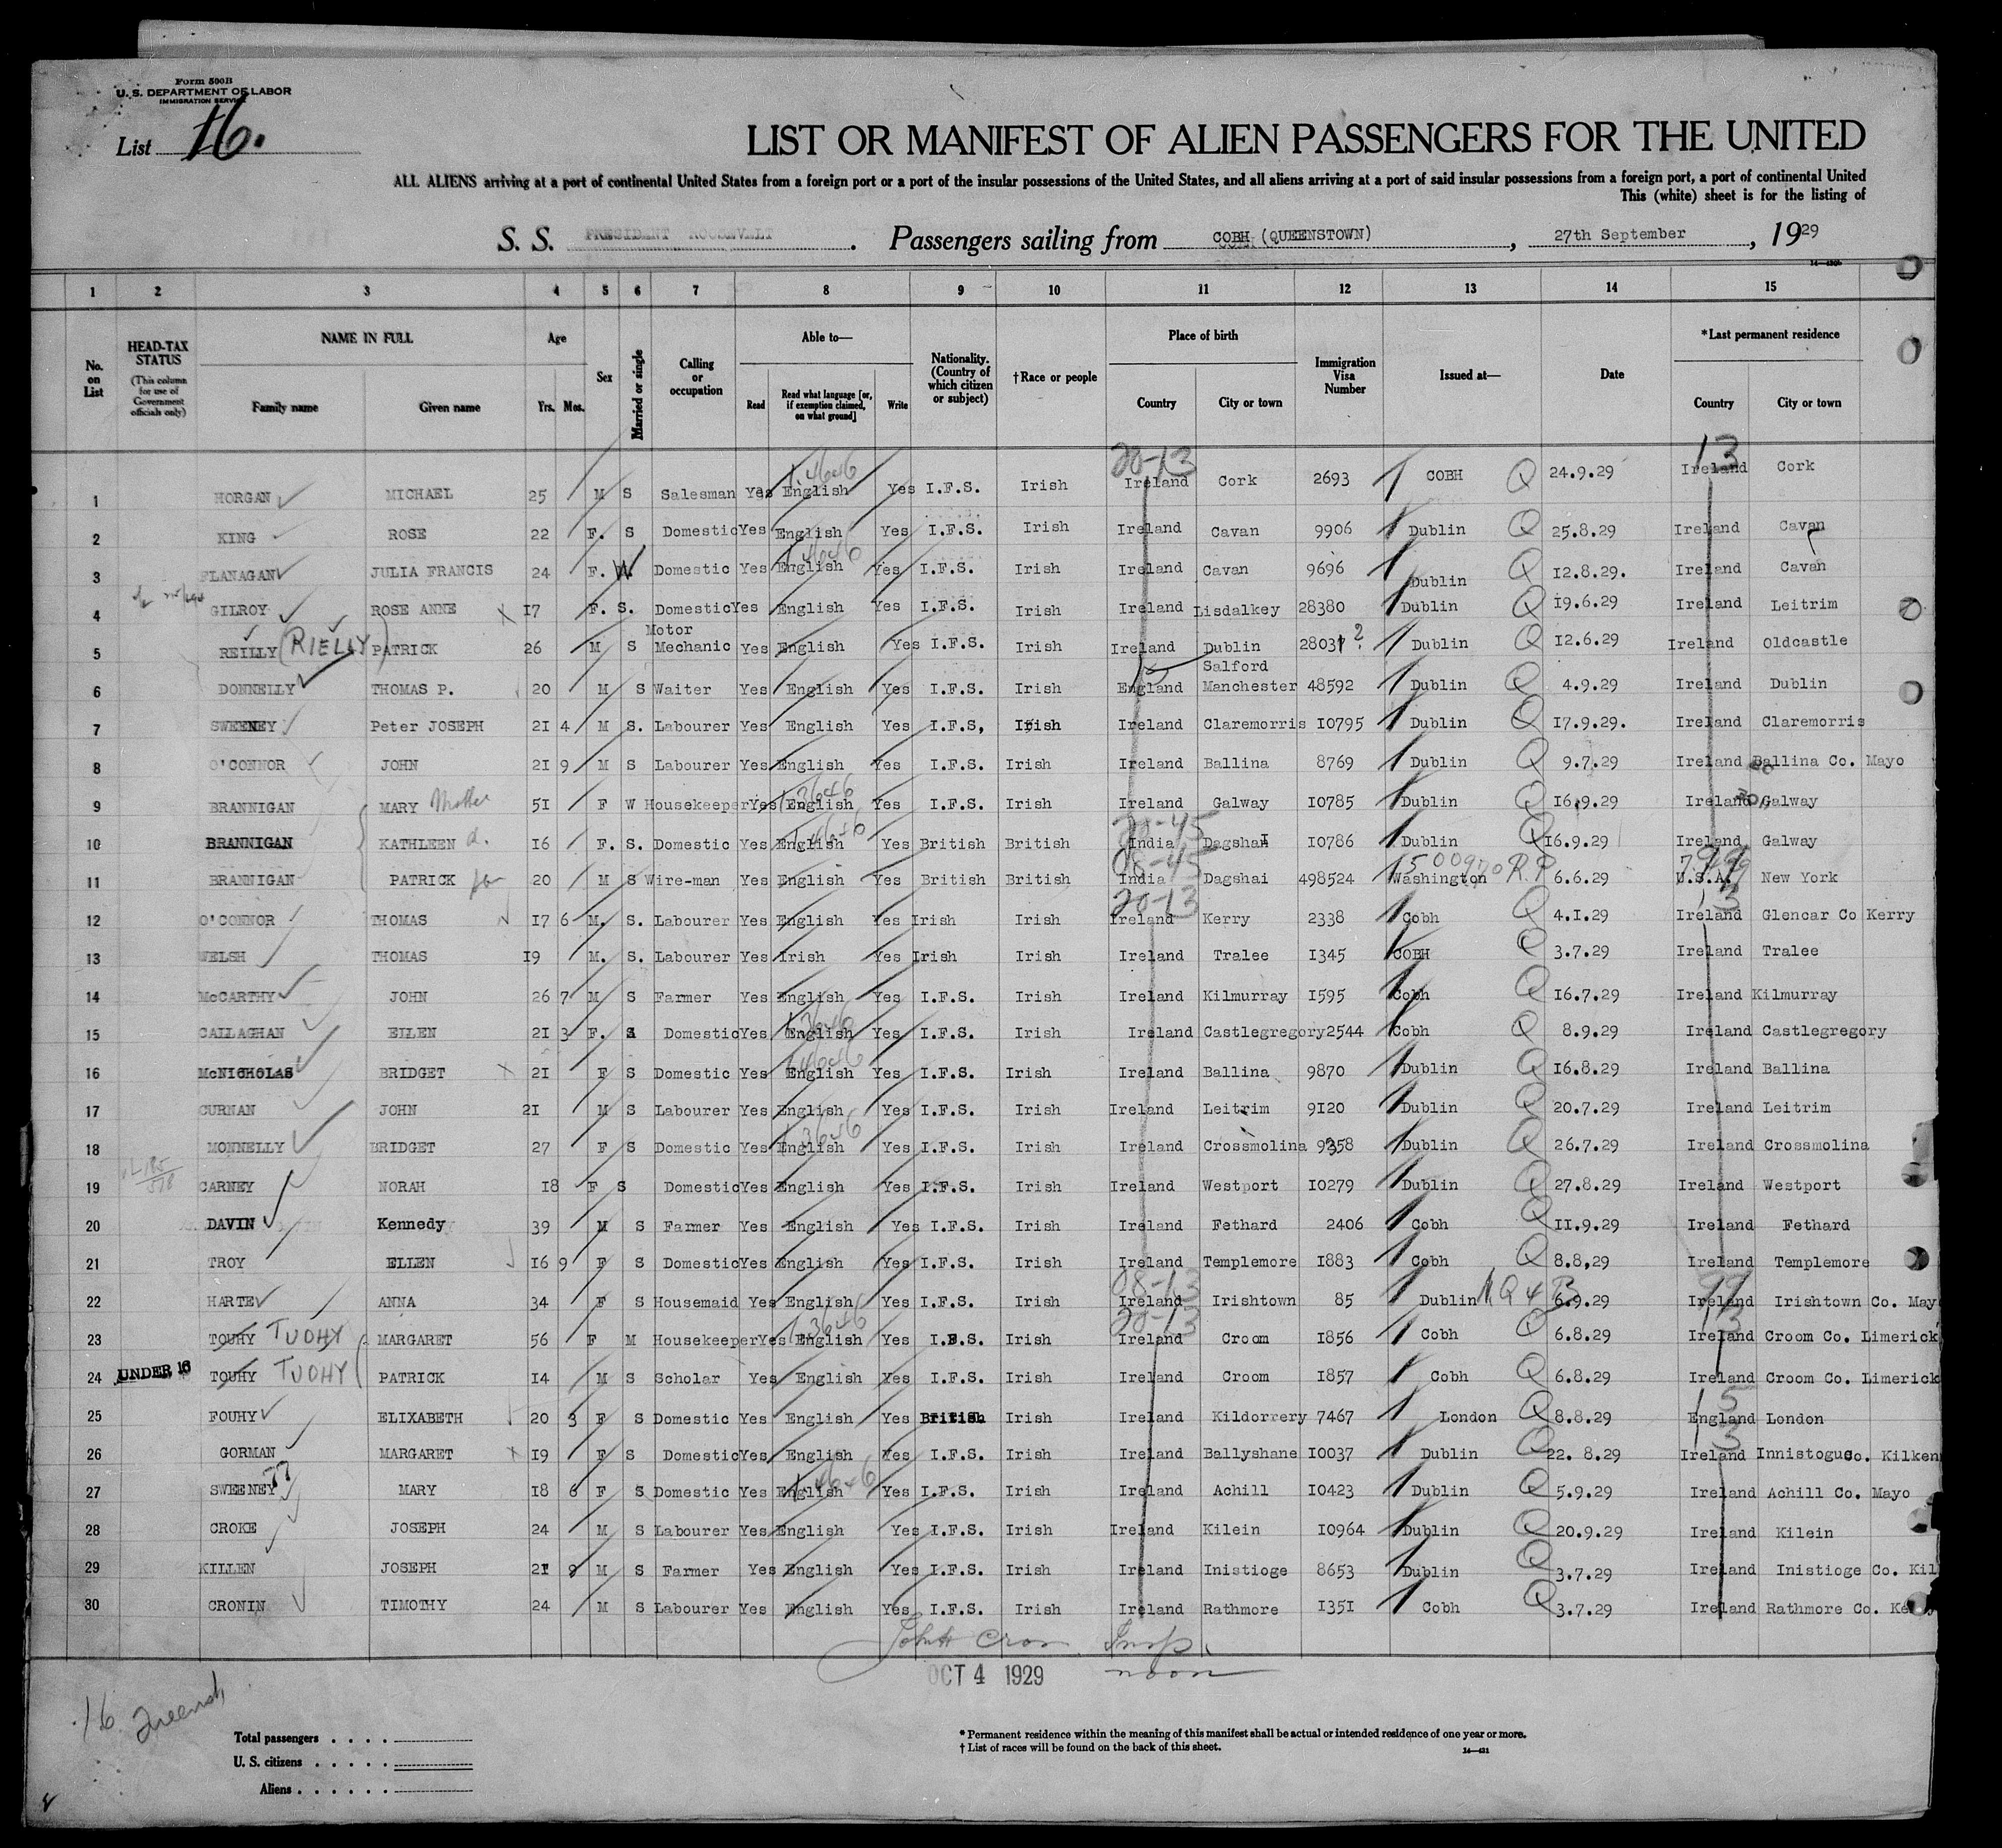 Form 500B
U. S. DEPARTMENT OF LABOR
IMMIGRATION SERVICE
List 16.
LIST OR MANIFEST OF ALIEN PASSENGERS FOR THE UNITED
ALL ALIENS arriving at a port of continental United States from a foreign port or a port of the insular possessions of the United States, and all aliens arriving at a port of said insular possessions from a foreign port, a port of continental United
This (white) sheet is for the listing of
S. S. PRESIDENT ROOSEVELT. Passengers sailing from COBH (QUEENSTOWN), 27th September, 1929
1 2 3 4 5 6 7 8 9 10 11 12 13 14 15
No. on List HEAD-TAX STATUS (This column for use of Government officials only) NAME IN FULL Family name Given name Age Yrs. Mos. Sex Married or single Calling or occupation Able to— Read Read what language [or, if exemption claimed, on what ground] Write Nationality. (Country of which citizen or subject) †Race or people Place of birth Country City or town Immigration Visa Number Issued at— Date *Last permanent residence Country City or town
1 HORGAN MICHAEL 25 M S Salesman Yes English Yes I.F.S. Irish Ireland Cork 2693 COBH Q 24.9.29 Ireland Cork
2 KING ROSE 22 F. S Domestic Yes English Yes I.F.S. Irish Ireland Cavan 9906 Dublin Q 25.8.29 Ireland Cavan
3 FLANAGAN JULIA FRANCIS 24 F. W Domestic Yes English Yes I.F.S. Irish Ireland Cavan 9696 Dublin Q 12.8.29. Ireland Cavan
4 GILROY ROSE ANNE X 17 F. S. Domestic Yes English Yes I.F.S. Irish Ireland Lisdalkey 28380 Dublin Q 19.6.29 Ireland Leitrim
5 REILLY (RIELLY) PATRICK 26 M S Motor Mechanic Yes English Yes I.F.S. Irish Ireland Dublin 28037 ? Dublin Q 12.6.29 Ireland Oldcastle
6 DONNELLY THOMAS P. 20 M S Waiter Yes English Yes I.F.S. Irish England Salford Manchester 48592 Dublin Q 4.9.29 Ireland Dublin
7 SWEENEY Peter JOSEPH 21 4 M S. Labourer Yes English Yes I.F.S, Irish Ireland Claremorris 10795 Dublin Q 17.9.29. Ireland Claremorris
8 O'CONNOR JOHN 21 9 M S Labourer Yes English Yes I.F.S. Irish Ireland Ballina 8769 Dublin Q 9.7.29 Ireland Ballina Co. Mayo
9 BRANNIGAN MARY Mother 51 F W Housekeeper Yes English Yes I.F.S. Irish Ireland Galway 10785 Dublin Q 16.9.29 Ireland Galway
10 BRANNIGAN KATHLEEN d. 16 F. S. Domestic Yes English Yes British British India Dagshai 10786 Dublin Q 16.9.29 Ireland Galway
11 BRANNIGAN PATRICK 20 M S Wire-man Yes English Yes British British India Dagshai 498524 Washington R.P. 6.6.29 U.S.A. New York
12 O'CONNOR THOMAS 17 6 M. S. Labourer Yes English Yes Irish Irish Ireland Kerry 2338 Cobh Q 4.1.29 Ireland Glencar Co Kerry
13 WELSH THOMAS 19 M. S. Labourer Yes Irish Yes Irish Irish Ireland Tralee 1345 COBH Q 3.7.29 Ireland Tralee
14 McCARTHY JOHN 26 7 M S Farmer Yes English Yes I.F.S. Irish Ireland Kilmurray 1595 Cobh Q 16.7.29 Ireland Kilmurray
15 CALLAGHAN EILEN 21 3 F. S Domestic Yes English Yes I.F.S. Irish Ireland Castlegregory 2544 Cobh Q 8.9.29 Ireland Castlegregory
16 McNICHOLAS BRIDGET X 21 F S Domestic Yes English Yes I.F.S. Irish Ireland Ballina 9870 Dublin Q 16.8.29 Ireland Ballina
17 CURNAN JOHN 21 M S Labourer Yes English Yes I.F.S. Irish Ireland Leitrim 9120 Dublin Q 20.7.29 Ireland Leitrim
18 MONNELLY BRIDGET 27 F S Domestic Yes English Yes I.F.S. Irish Ireland Crossmolina 9358 Dublin Q 26.7.29 Ireland Crossmolina
19 CARNEY NORAH 18 F S Domestic Yes English Yes I.F.S. Irish Ireland Westport 10279 Dublin Q 27.8.29 Ireland Westport
20 DAVIN Kennedy 39 M S Farmer Yes English Yes I.F.S. Irish Ireland Fethard 2406 Cobh Q 11.9.29 Ireland Fethard
21 TROY ELLEN 16 9 F S Domestic Yes English Yes I.F.S. Irish Ireland Templemore 1883 Cobh Q 8.8,29 Ireland Templemore
22 HARTE ANNA 34 F S Housemaid Yes English Yes I.F.S. Irish Ireland Irishtown 85 Dublin 6.9.29 Ireland Irishtown Co. May
23 TOUHY TUOHY MARGARET 56 F M Housekeeper Yes English Yes I.F.S. Irish Ireland Croom 1856 Cobh Q 6.8.29 Ireland Croom Co. Limerick
24 UNDER 16 TOUHY TUOHY PATRICK 14 M S Scholar Yes English Yes I.F.S. Irish Ireland Croom 1857 Cobh Q 6.8.29 Ireland Croom Co. Limerick
25 FOUHY ELIXABETH 20 3 F S Domestic Yes English Yes British Irish Ireland Kildorrery 7467 London Q 8.8.29 England London
26 GORMAN MARGARET X 19 F S Domestic Yes English Yes I.F.S. Irish Ireland Ballyshane 10037 Dublin Q 22. 8.29 Ireland Innistogue Co. Kilken
27 SWEENEY MARY 18 6 F S Domestic Yes English Yes I.F.S. Irish Ireland Achill 10423 Dublin Q 5.9.29 Ireland Achill Co. Mayo
28 CROKE JOSEPH 24 M S Labourer Yes English Yes I.F.S. Irish Ireland Kilein 10964 Dublin Q 20.9.29 Ireland Kilein
29 KILLEN JOSEPH 21 9 M S Farmer Yes English Yes I.F.S. Irish Ireland Inistioge 8653 Dublin Q 3.7.29 Ireland Inistioge Co. Kil
30 CRONIN TIMOTHY 24 M S Labourer Yes English Yes I.F.S. Irish Ireland Rathmore 1351 Cobh Q 3.7.29 Ireland Rathmore Co. Ke
Insp.
OCT 4 1929 noon
16
Total passengers
U. S. citizens
Aliens
* Permanent residence within the meaning of this manifest shall be actual or intended residence of one year or more.
† List of races will be found on the back of this sheet.
14—421